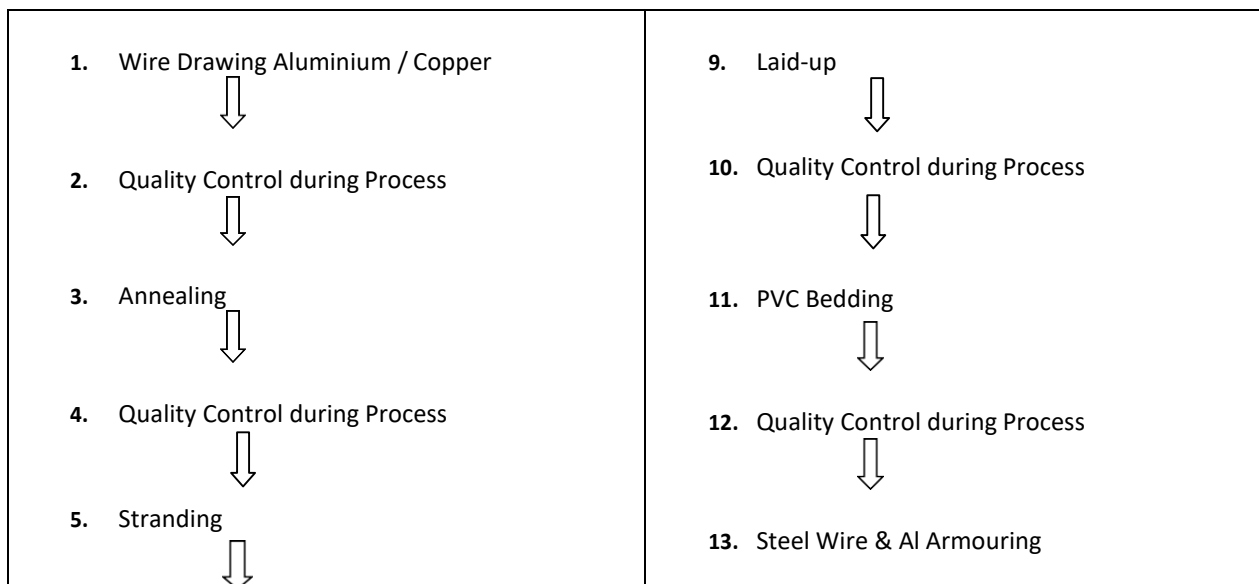 1. Wire Drawing Aluminium / Copper
2. Quality Control during Process
3. Annealing
4. Quality Control during Process
5. Stranding
9. Laid-up
10. Quality Control during Process
11. PVC Bedding
12. Quality Control during Process
13. Steel Wire & Al Armouring